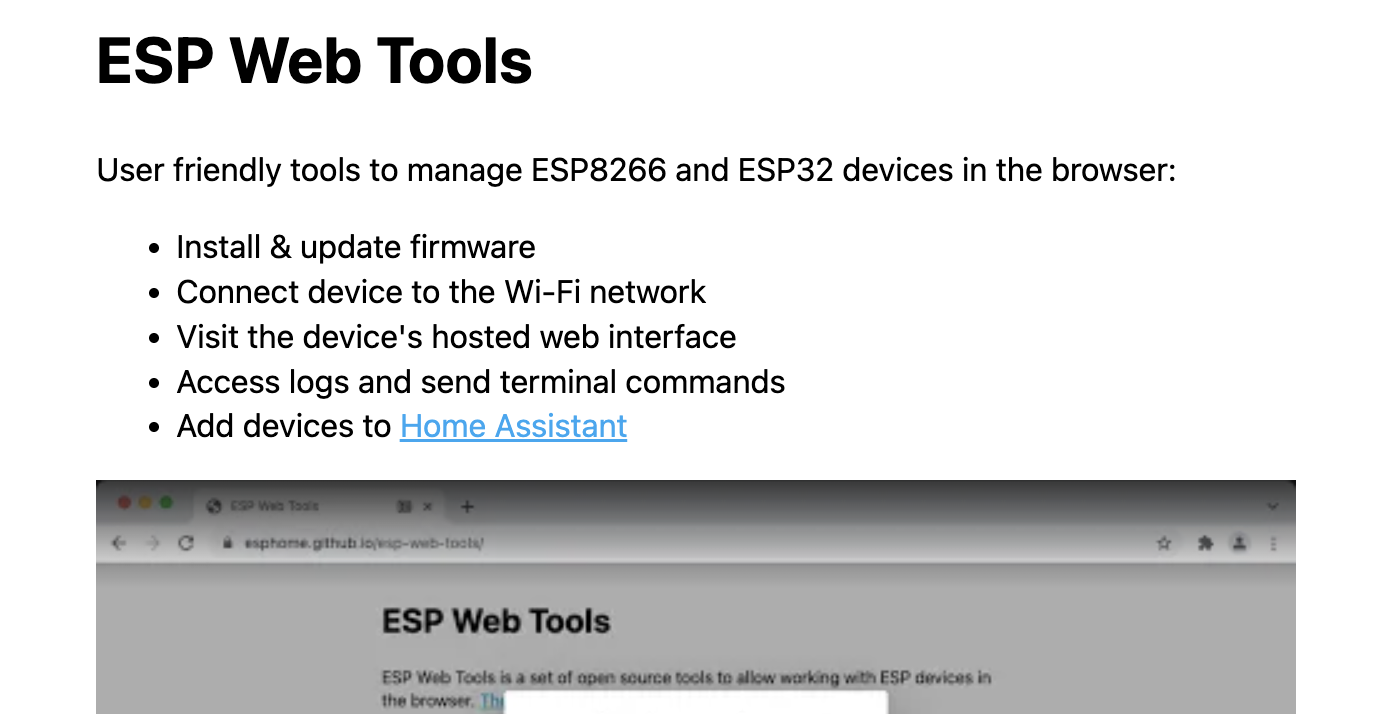 ESP Web Tools
User friendly tools to manage ESP8266 and ESP32 devices in the browser:
• Install & update firmware
• Connect device to the Wi-Fi network
• Visit the device's hosted web interface
• Access logs and send terminal commands
• Add devices to Home Assistant
ESP Web Tools
esphome.github.io/esp-web-tools/
ESP Web Tools
ESP Web Tools is a set of open source tools to allow working with ESP devices in
the browser.